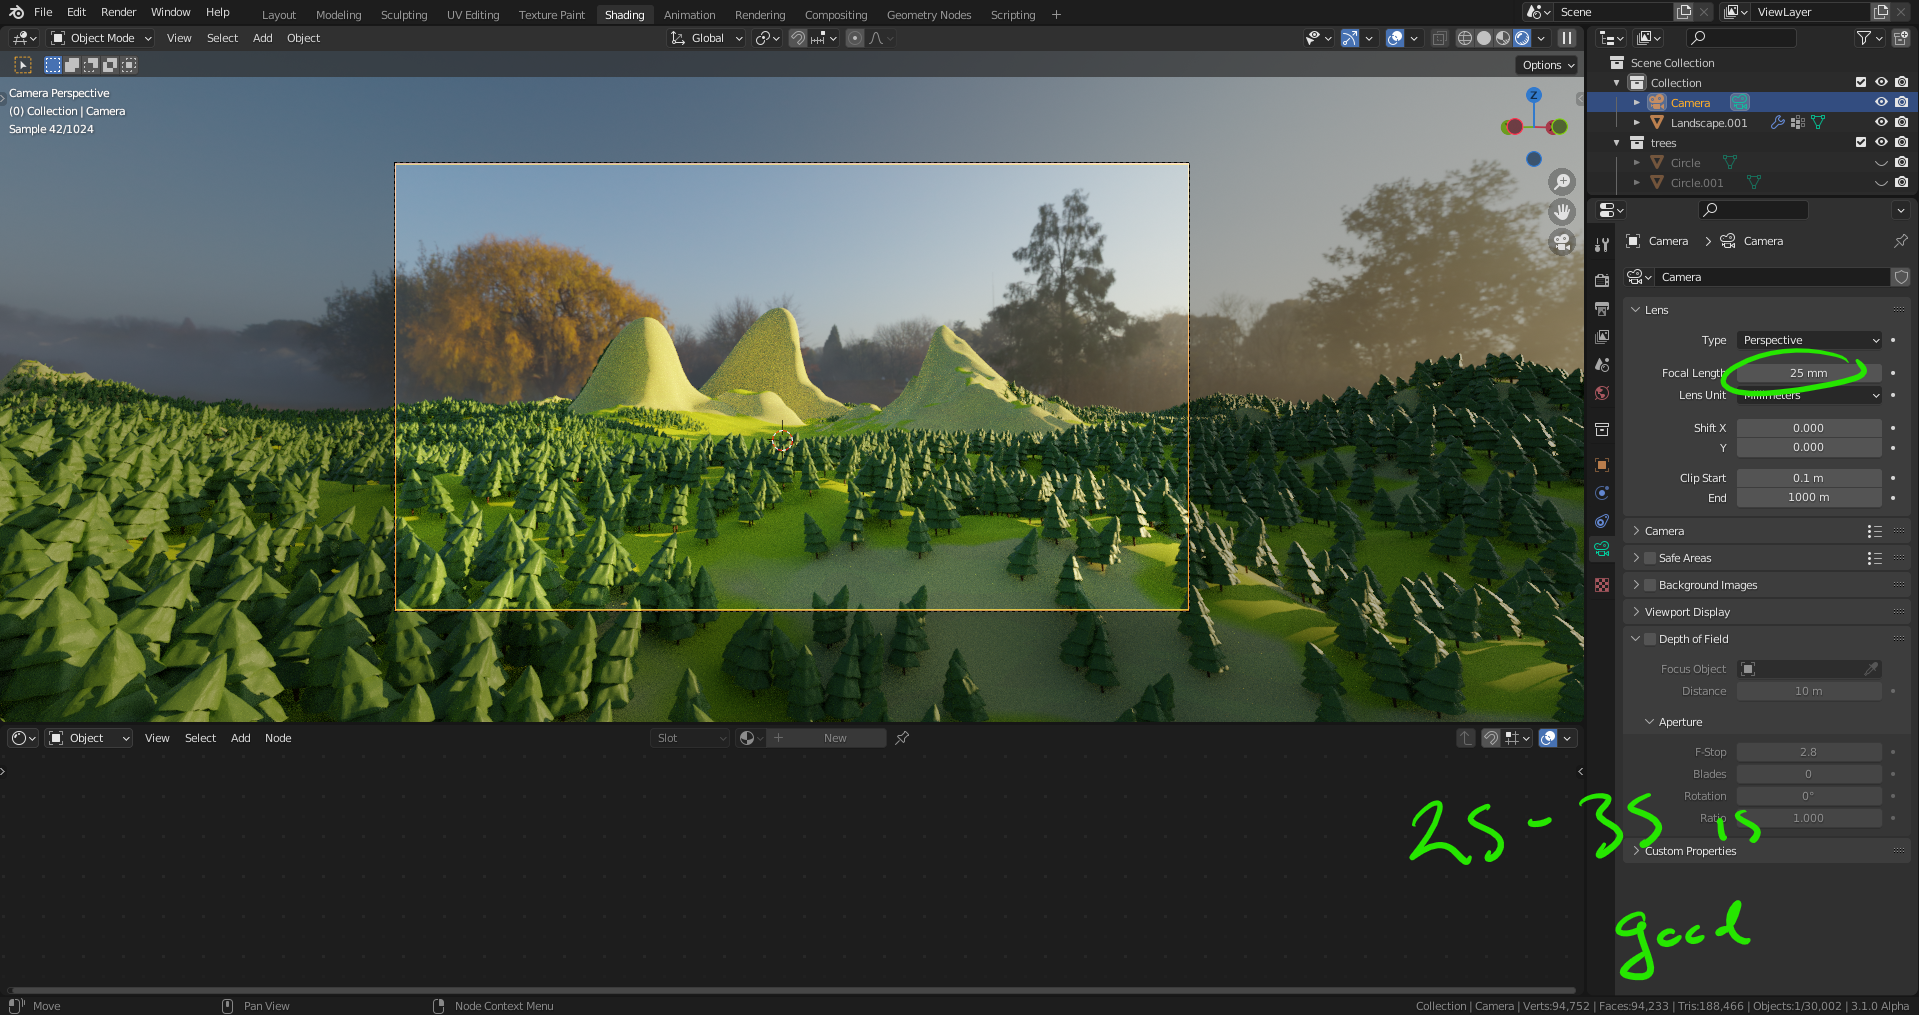 File Edit Render Window Help Layout Modeling Sculpting UV Editing Texture Paint Shading Animation Rendering Compositing Geometry Nodes Scripting + Scene ViewLayer
Object Mode View Select Add Object Global
Options
Camera Perspective
(0) Collection | Camera
Sample 42/1024
Z
Scene Collection
Collection
Camera
Landscape.001
trees
Circle
Circle.001
Camera > Camera
Camera
Lens
Type Perspective
Focal Length 25 mm
Lens Unit Millimeters
Shift X 0.000
Y 0.000
Clip Start 0.1 m
End 1000 m
Camera
Safe Areas
Background Images
Viewport Display
Depth of Field
Focus Object
Distance 10 m
Aperture
F-Stop 2.8
Blades 0
Rotation 0°
Ratio 1.000
Custom Properties
Object View Select Add Node Slot New
25 - 35 is
good
Move Pan View Node Context Menu Collection | Camera | Verts:94,752 | Faces:94,233 | Tris:188,466 | Objects:1/30,002 | 3.1.0 Alpha